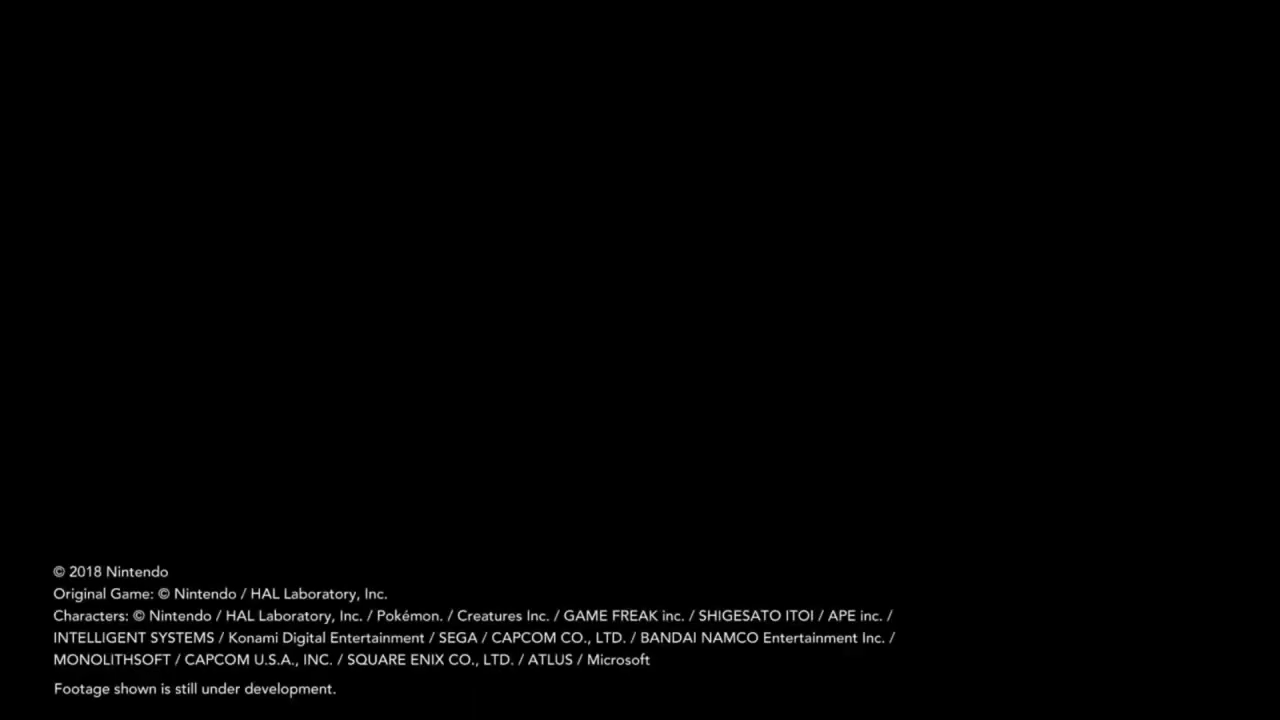 © 2018 Nintendo
Original Game: © Nintendo / HAL Laboratory, Inc.
Characters: © Nintendo / HAL Laboratory, Inc. / Pokémon. / Creatures Inc. / GAME FREAK inc. / SHIGESATO ITOI / APE inc. /
INTELLIGENT SYSTEMS / Konami Digital Entertainment / SEGA / CAPCOM CO., LTD. / BANDAI NAMCO Entertainment Inc. /
MONOLITHSOFT / CAPCOM U.S.A., INC. / SQUARE ENIX CO., LTD. / ATLUS / Microsoft
Footage shown is still under development.